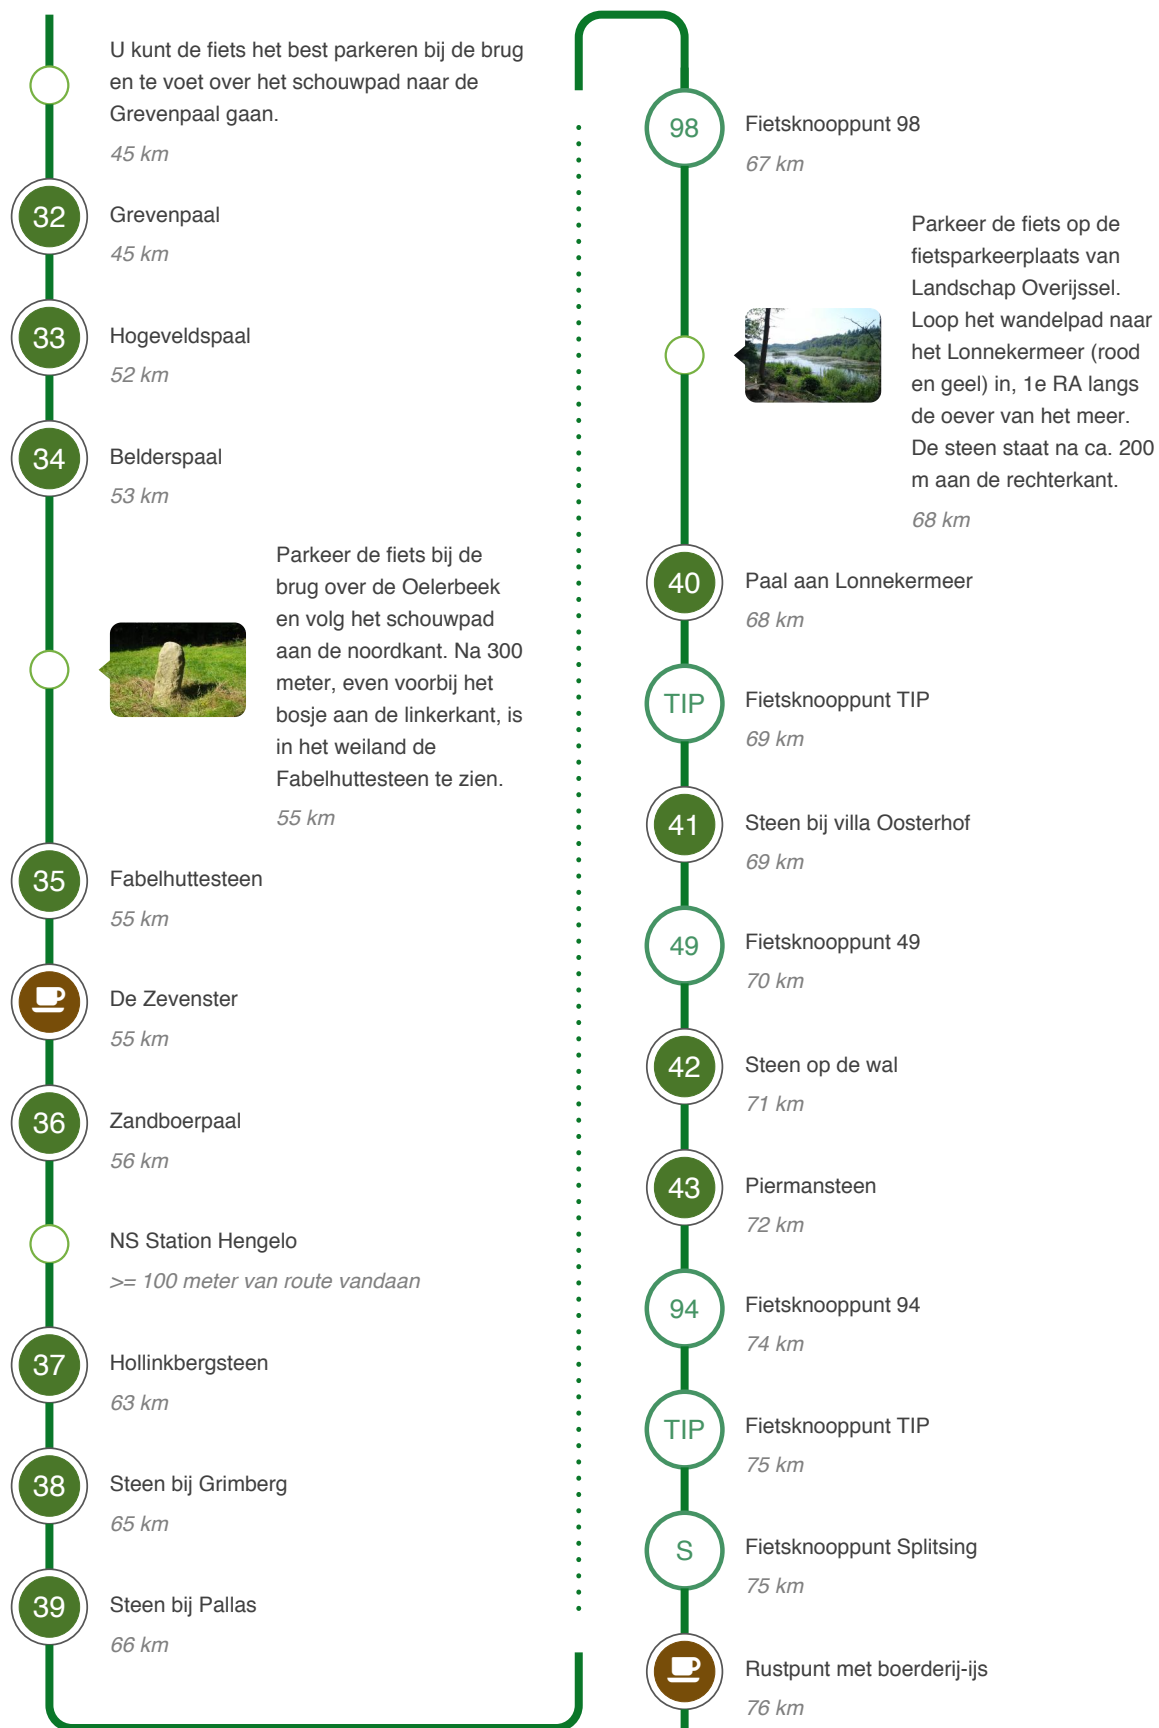 U kunt de fiets het best parkeren bij de brug
en te voet over het schouwpad naar de
Grevenpaal gaan.
45 km
32
Grevenpaal
45 km
33
Hogeveldspaal
52 km
34
Belderspaal
53 km
Parkeer de fiets bij de
brug over de Oelerbeek
en volg het schouwpad
aan de noordkant. Na 300
meter, even voorbij het
bosje aan de linkerkant, is
in het weiland de
Fabelhuttesteen te zien.
55 km
35
Fabelhuttesteen
55 km
De Zevenster
55 km
36
Zandboerpaal
56 km
NS Station Hengelo
>= 100 meter van route vandaan
37
Hollinkbergsteen
63 km
38
Steen bij Grimberg
65 km
39
Steen bij Pallas
66 km
98
Fietsknooppunt 98
67 km
Parkeer de fiets op de
fietsparkeerplaats van
Landschap Overijssel.
Loop het wandelpad naar
het Lonnekermeer (rood
en geel) in, 1e RA langs
de oever van het meer.
De steen staat na ca. 200
m aan de rechterkant.
68 km
40
Paal aan Lonnekermeer
68 km
TIP
Fietsknooppunt TIP
69 km
41
Steen bij villa Oosterhof
69 km
49
Fietsknooppunt 49
70 km
42
Steen op de wal
71 km
43
Piermansteen
72 km
94
Fietsknooppunt 94
74 km
TIP
Fietsknooppunt TIP
75 km
S
Fietsknooppunt Splitsing
75 km
Rustpunt met boerderij-ijs
76 km